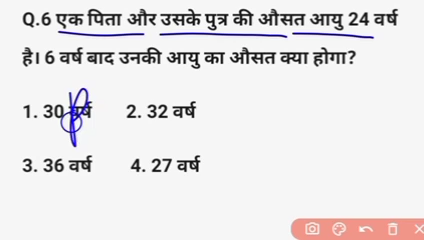 Q.6 एक पिता और उसके पुत्र की औसत आयु 24 वर्ष
है। 6 वर्ष बाद उनकी आयु का औसत क्या होगा?
1. 30 वर्ष 2. 32 वर्ष
3. 36 वर्ष 4. 27 वर्ष